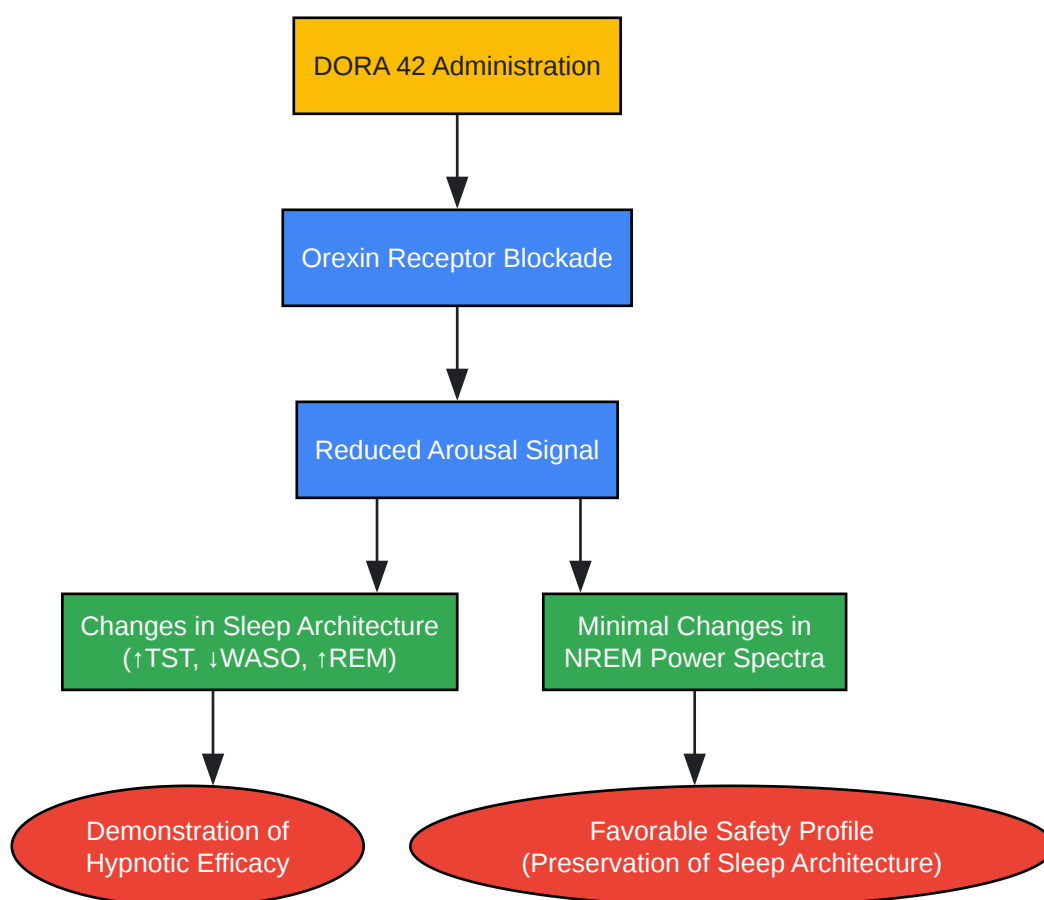 DORA 42 Administration
Orexin Receptor Blockade
Reduced Arousal Signal
Changes in Sleep Architecture
(↑TST, ↓WASO, ↑REM)
Minimal Changes in
NREM Power Spectra
Demonstration of
Hypnotic Efficacy
Favorable Safety Profile
(Preservation of Sleep Architecture)